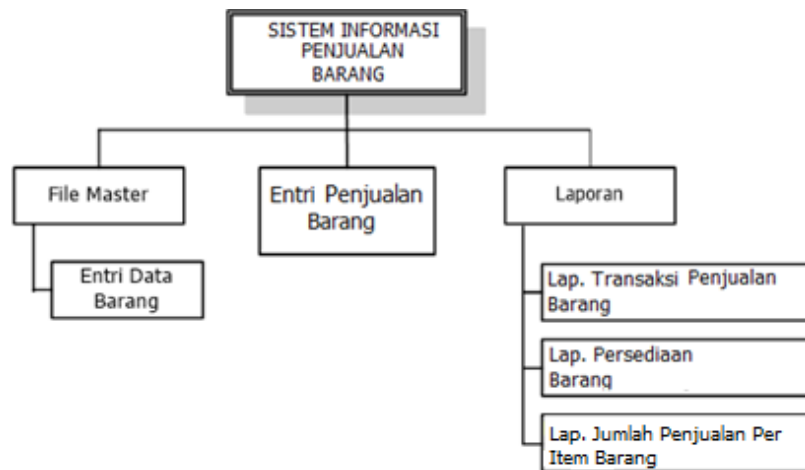 SISTEM INFORMASI
PENJUALAN
BARANG
File Master
Entri Penjualan
Barang
Laporan
Entri Data
Barang
Lap. Transaksi Penjualan
Barang
Lap. Persediaan
Barang
Lap. Jumlah Penjualan Per
Item Barang